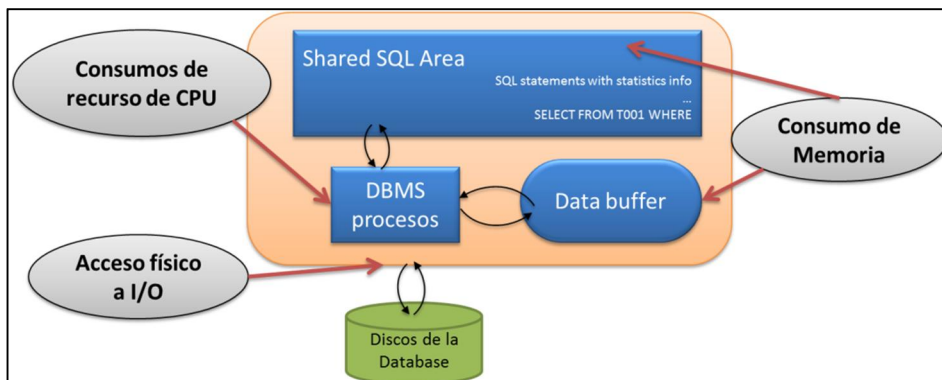 Consumos de
recurso de CPU
Shared SQL Area
SQL statements with statistics info
...
SELECT FROM T001 WHERE
Consumo de
Memoria
DBMS
procesos
Data buffer
Acceso físico
a I/O
Discos de la
Database